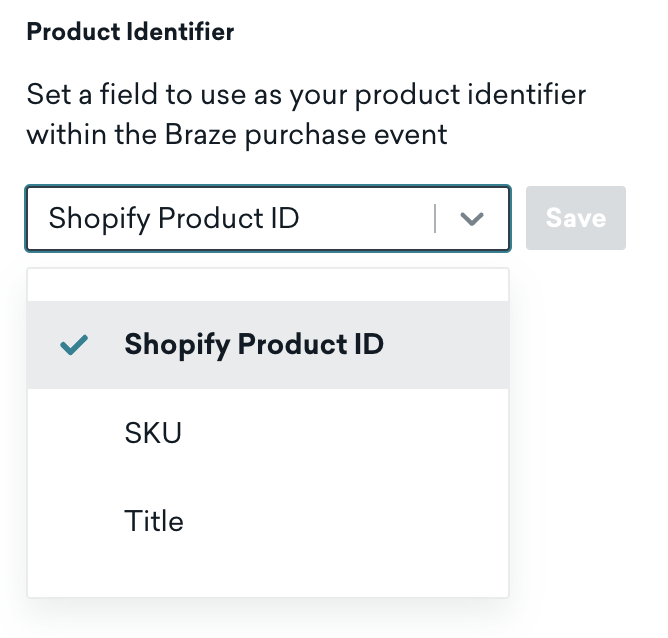 Product Identifier
Set a field to use as your product identifier
within the Braze purchase event
Shopify Product ID
Save
Shopify Product ID
SKU
Title